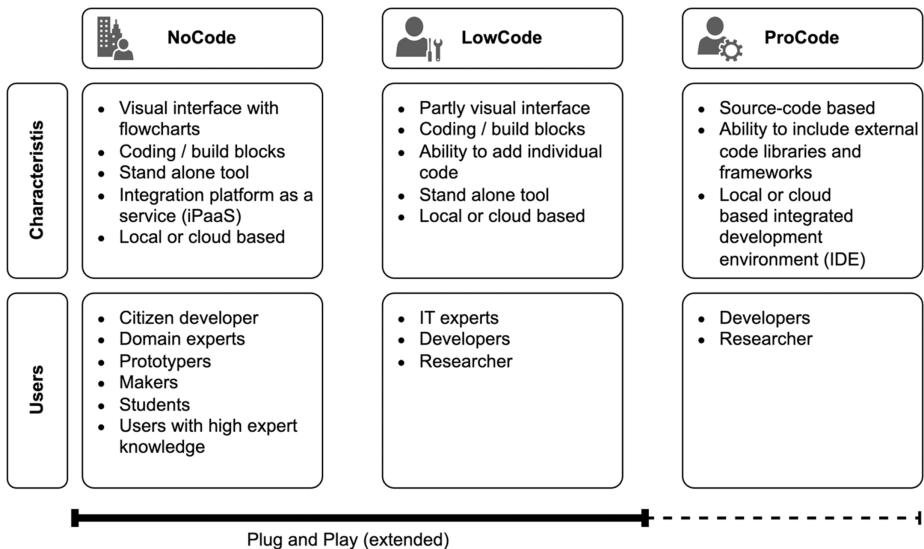 NoCode
LowCode
ProCode
Characteristis
• Visual interface with
flowcharts
• Coding / build blocks
• Stand alone tool
• Integration platform as a
service (iPaaS)
• Local or cloud based
• Partly visual interface
• Coding / build blocks
• Ability to add individual
code
• Stand alone tool
• Local or cloud based
• Source-code based
• Ability to include external
code libraries and
frameworks
• Local or cloud
based integrated
development
environment (IDE)
Users
• Citizen developer
• Domain experts
• Prototypers
• Makers
• Students
• Users with high expert
knowledge
• IT experts
• Developers
• Researcher
• Developers
• Researcher
Plug and Play (extended)